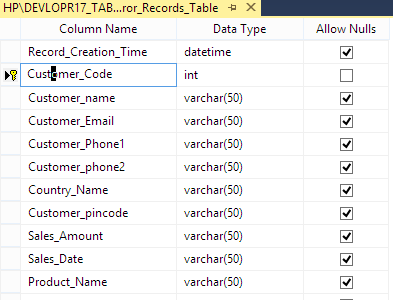 HP\DEVLOPR17_TAB...ror_Records_Table
Column Name Data Type Allow Nulls
Record_Creation_Time datetime
Customer_Code int
Customer_name varchar(50)
Customer_Email varchar(50)
Customer_Phone1 varchar(50)
Customer_phone2 varchar(50)
Country_Name varchar(50)
Customer_pincode varchar(50)
Sales_Amount varchar(50)
Sales_Date varchar(50)
Product_Name varchar(50)